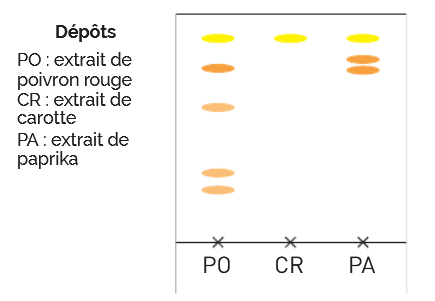 Dépôts
PO : extrait de
poivron rouge
CR : extrait de
carotte
PA : extrait de
paprika
PO CR PA